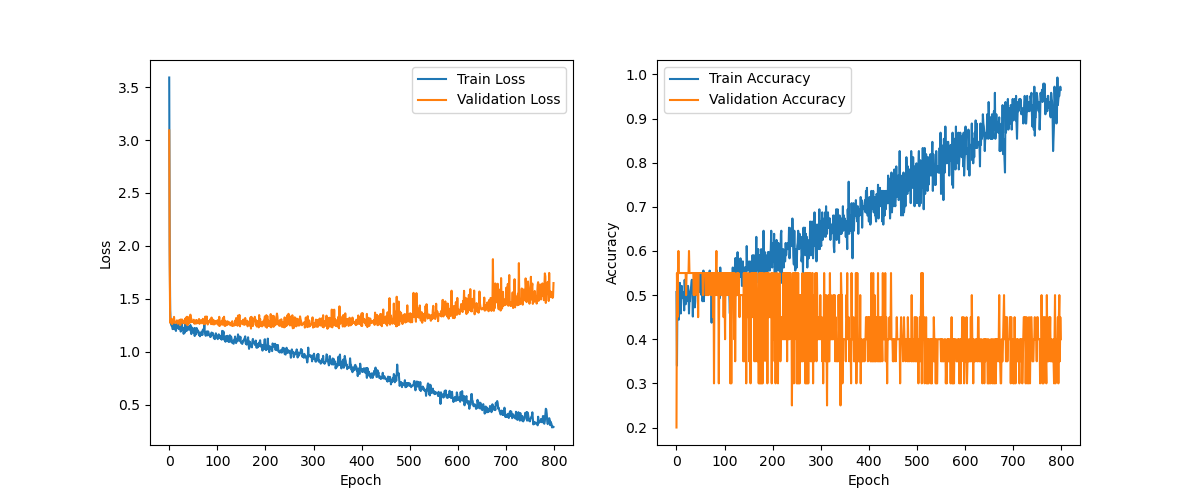 Train Loss
Validation Loss
3.5
3.0
2.5
2.0
1.5
1.0
0.5
Loss
0 100 200 300 400 500 600 700 800
Epoch
Train Accuracy
Validation Accuracy
1.0
0.9
0.8
0.7
0.6
0.5
0.4
0.3
0.2
Accuracy
0 100 200 300 400 500 600 700 800
Epoch